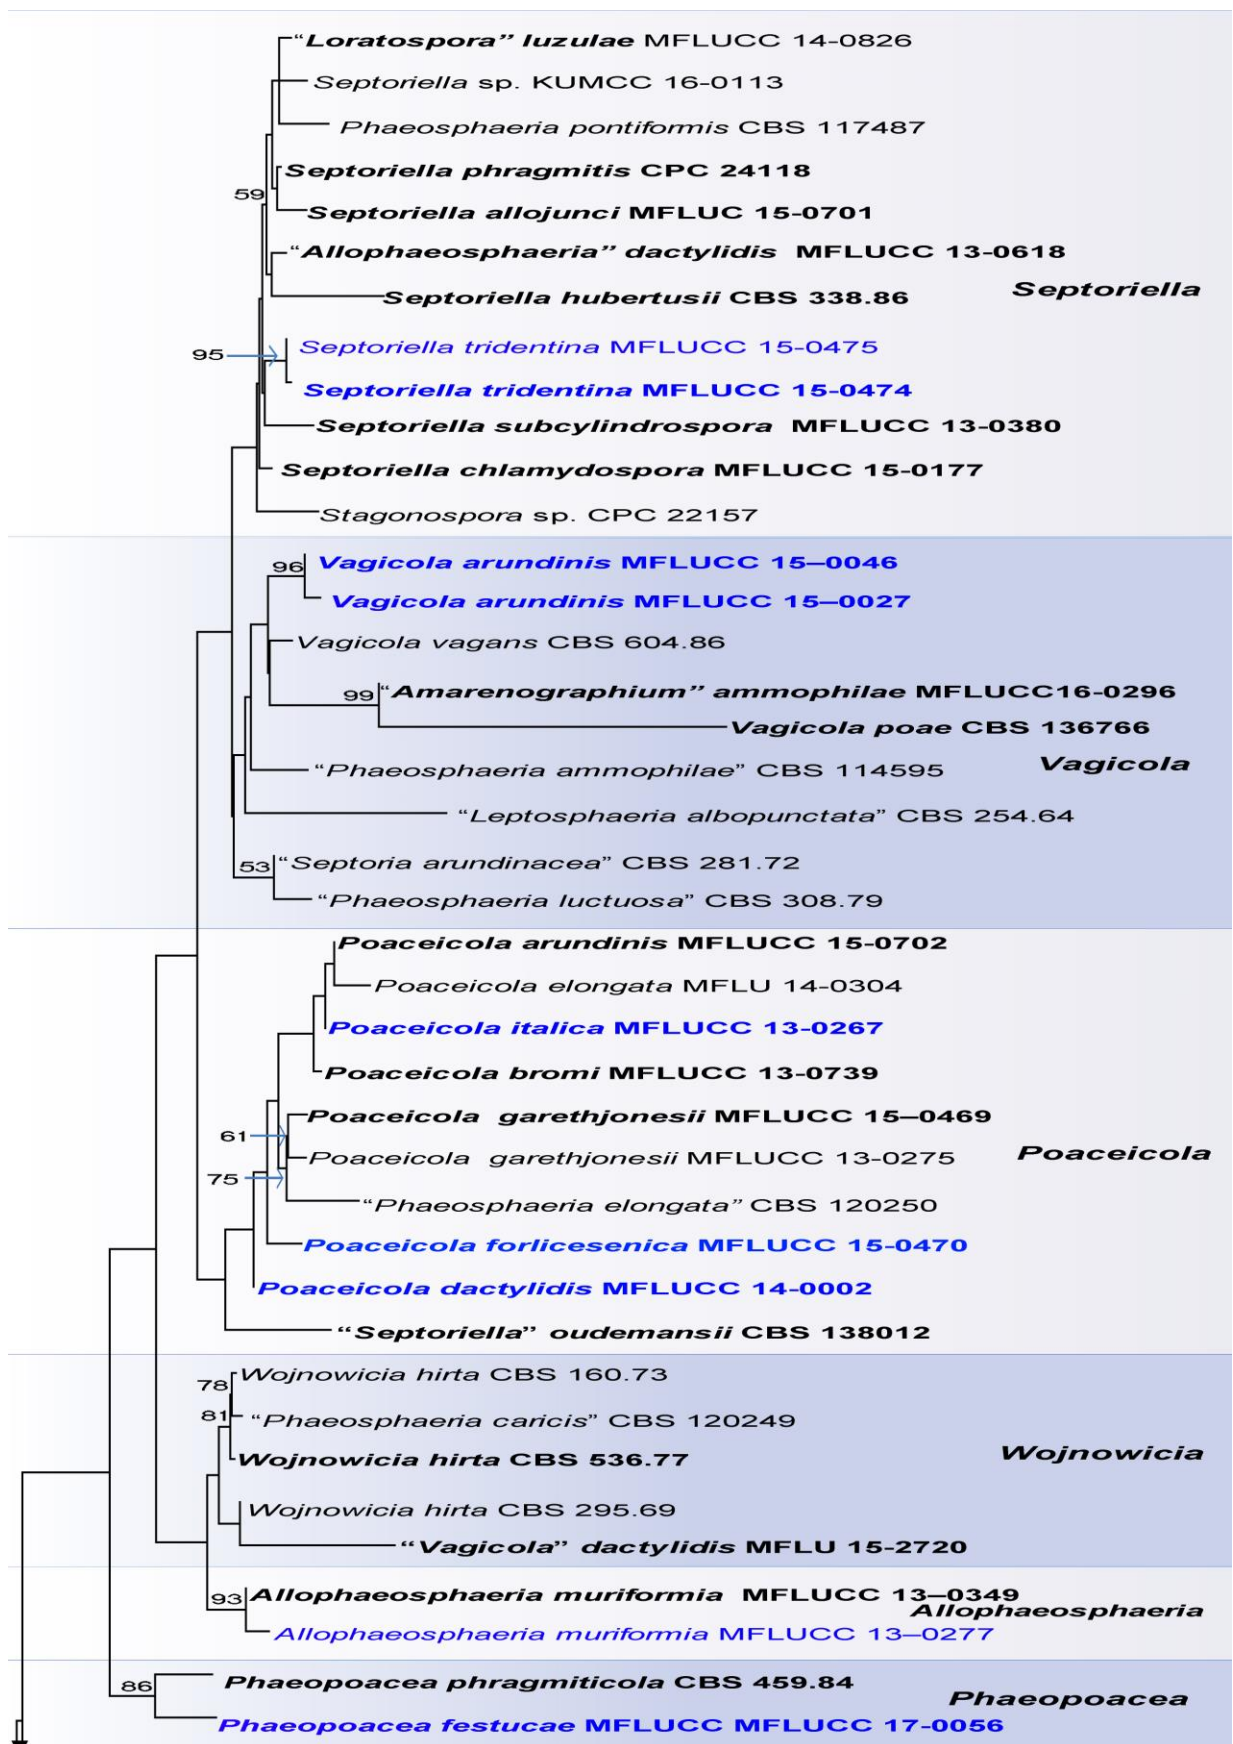 “Loratospora” luzulae MFLUCC 14-0826
Septoriella sp. KUMCC 16-0113
Phaeosphaeria pontiformis CBS 117487
Septoriella phragmitis CPC 24118
59
Septoriella allojunci MFLUC 15-0701
“Allophaeosphaeria” dactylidis MFLUCC 13-0618
Septoriella
Septoriella hubertusii CBS 338.86
95
Septoriella tridentina MFLUCC 15-0475
Septoriella tridentina MFLUCC 15-0474
Septoriella subcylindrospora MFLUCC 13-0380
Septoriella chlamydospora MFLUCC 15-0177
Stagonospora sp. CPC 22157
96
Vagicola arundinis MFLUCC 15–0046
Vagicola arundinis MFLUCC 15–0027
Vagicola vagans CBS 604.86
99
“Amarenographium” ammophilae MFLUCC16-0296
Vagicola poae CBS 136766
Vagicola
“Phaeosphaeria ammophilae” CBS 114595
“Leptosphaeria albopunctata” CBS 254.64
53
“Septoria arundinacea” CBS 281.72
“Phaeosphaeria luctuosa” CBS 308.79
Poaceicola arundinis MFLUCC 15-0702
Poaceicola elongata MFLU 14-0304
Poaceicola italica MFLUCC 13-0267
Poaceicola bromi MFLUCC 13-0739
Poaceicola garethjonesii MFLUCC 15–0469
61
Poaceicola garethjonesii MFLUCC 13-0275
Poaceicola
75
“Phaeosphaeria elongata” CBS 120250
Poaceicola forlicesenica MFLUCC 15-0470
Poaceicola dactylidis MFLUCC 14-0002
“Septoriella” oudemansii CBS 138012
Wojnowicia hirta CBS 160.73
78
81
“Phaeosphaeria caricis” CBS 120249
Wojnowicia hirta CBS 536.77
Wojnowicia
Wojnowicia hirta CBS 295.69
“Vagicola” dactylidis MFLU 15-2720
93
Allophaeosphaeria muriformia MFLUCC 13–0349
Allophaeosphaeria
Allophaeosphaeria muriformia MFLUCC 13–0277
86
Phaeopoacea phragmiticola CBS 459.84
Phaeopoacea
Phaeopoacea festucae MFLUCC MFLUCC 17-0056